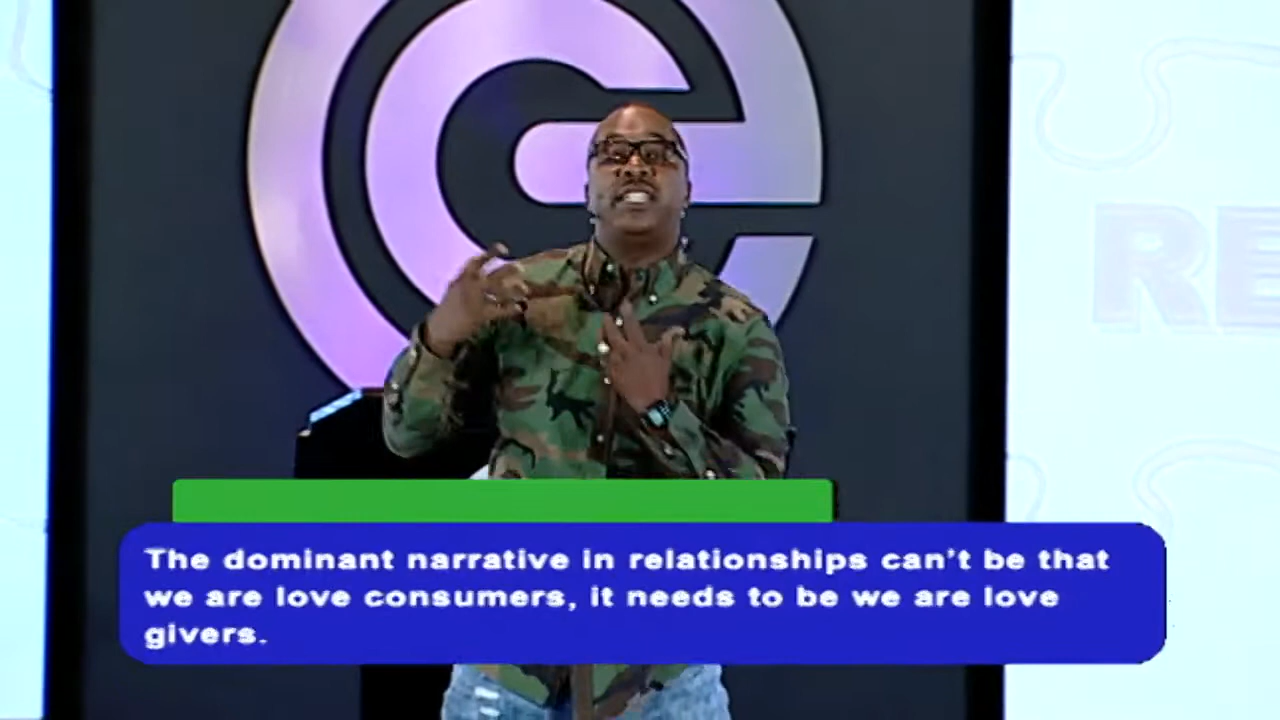 RE
The dominant narrative in relationships can't be that
we are love consumers, it needs to be we are love
givers.